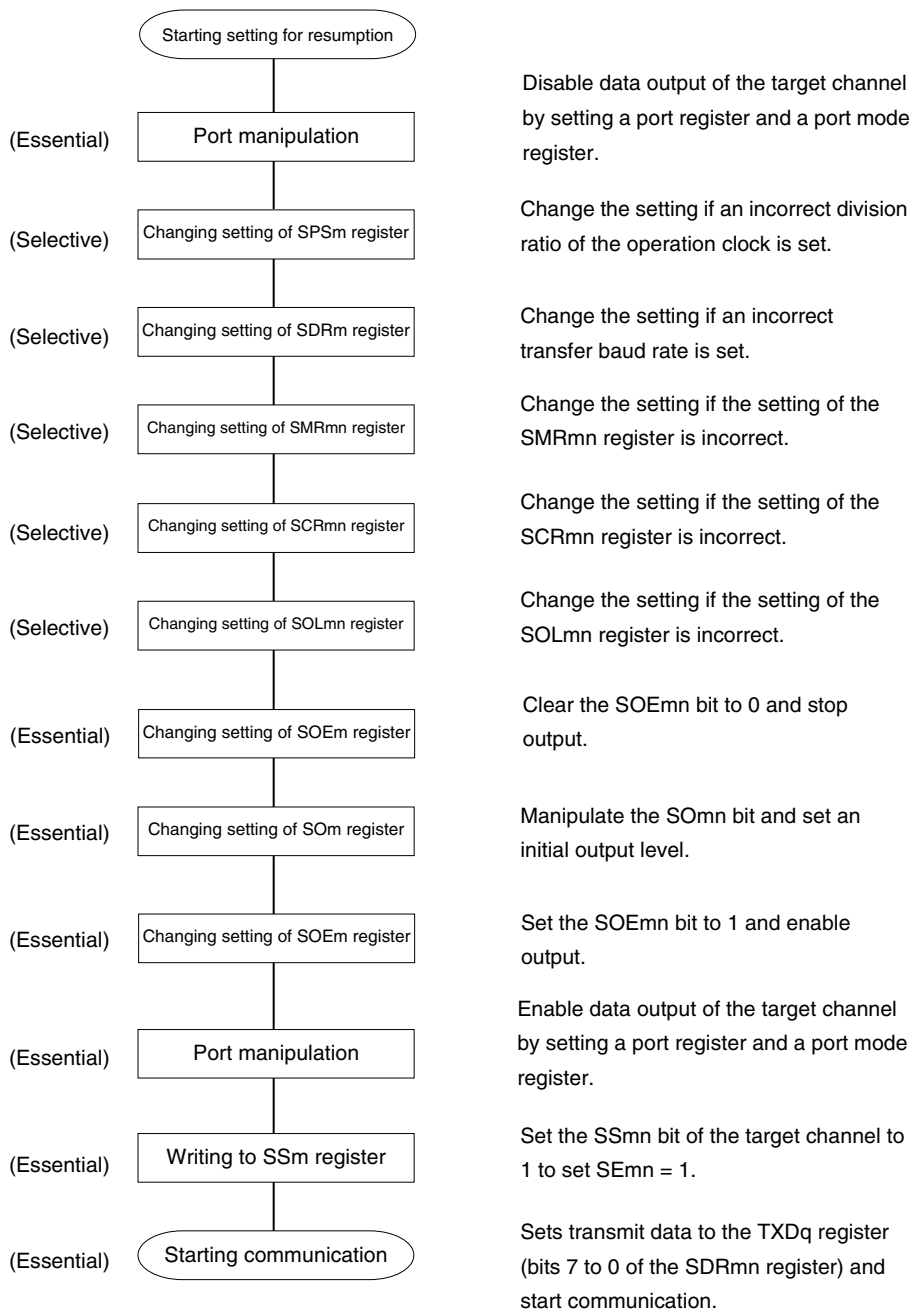 Starting setting for resumption
(Essential)
Port manipulation
Disable data output of the target channel
by setting a port register and a port mode
register.
(Selective)
Changing setting of SPSm register
Change the setting if an incorrect division
ratio of the operation clock is set.
(Selective)
Changing setting of SDRm register
Change the setting if an incorrect
transfer baud rate is set.
(Selective)
Changing setting of SMRmn register
Change the setting if the setting of the
SMRmn register is incorrect.
(Selective)
Changing setting of SCRmn register
Change the setting if the setting of the
SCRmn register is incorrect.
(Selective)
Changing setting of SOLmn register
Change the setting if the setting of the
SOLmn register is incorrect.
(Essential)
Changing setting of SOEm register
Clear the SOEmn bit to 0 and stop
output.
(Essential)
Changing setting of SOm register
Manipulate the SOmn bit and set an
initial output level.
(Essential)
Changing setting of SOEm register
Set the SOEmn bit to 1 and enable
output.
(Essential)
Port manipulation
Enable data output of the target channel
by setting a port register and a port mode
register.
(Essential)
Writing to SSm register
Set the SSmn bit of the target channel to
1 to set SEmn = 1.
(Essential)
Starting communication
Sets transmit data to the TXDq register
(bits 7 to 0 of the SDRmn register) and
start communication.